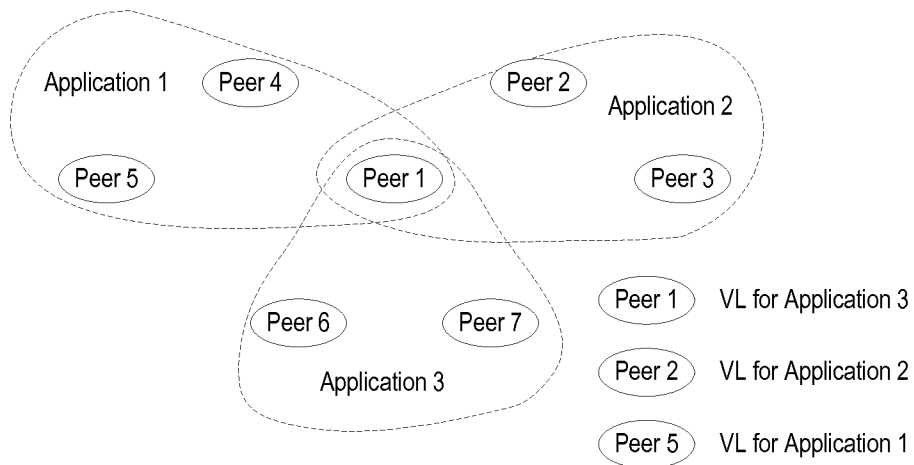 Application 1
Peer 4
Peer 2
Application 2
Peer 5
Peer 1
Peer 3
Peer 6
Peer 7
Application 3
Peer 1 VL for Application 3
Peer 2 VL for Application 2
Peer 5 VL for Application 1